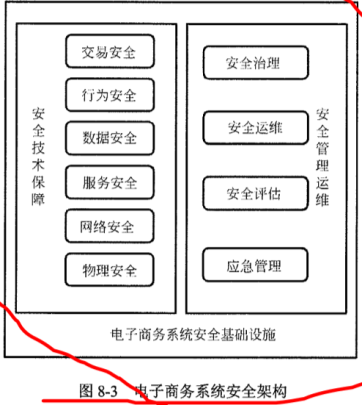 安全技术保障
交易安全
行为安全
数据安全
服务安全
网络安全
物理安全
安全治理
安全运维
安全评估
应急管理
安全管理运维
电子商务系统安全基础设施
图 8-3 电子商务系统安全架构